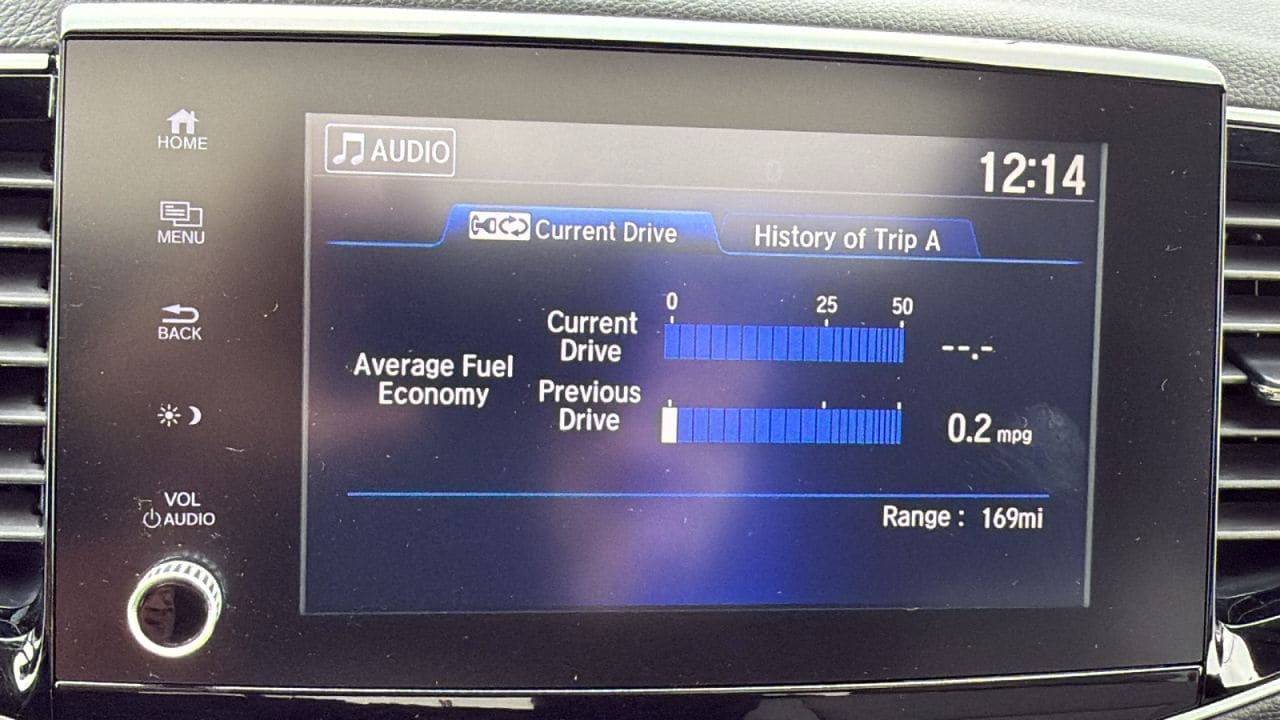 HOME
MENU
BACK
VOL
AUDIO
AUDIO
12:14
Current Drive
History of Trip A
0 25 50
Current
Drive
--.-
Average Fuel
Economy
Previous
Drive
0.2 mpg
Range : 169mi